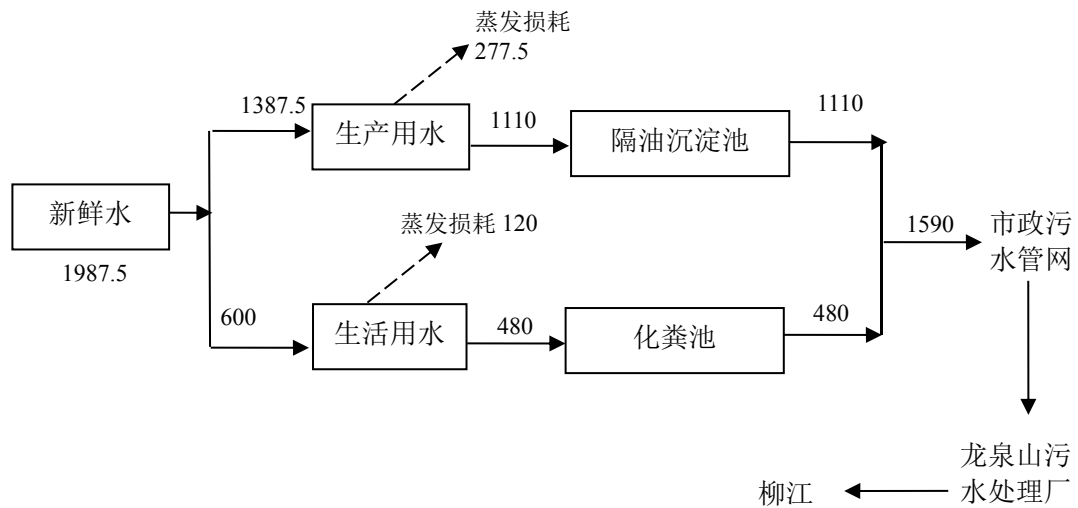 蒸发损耗
277.5
1387.5
生产用水
1110
隔油沉淀池
1110
新鲜水
1987.5
蒸发损耗 120
1590
市政污
水管网
600
生活用水
480
化粪池
480
龙泉山污
水处理厂
柳江